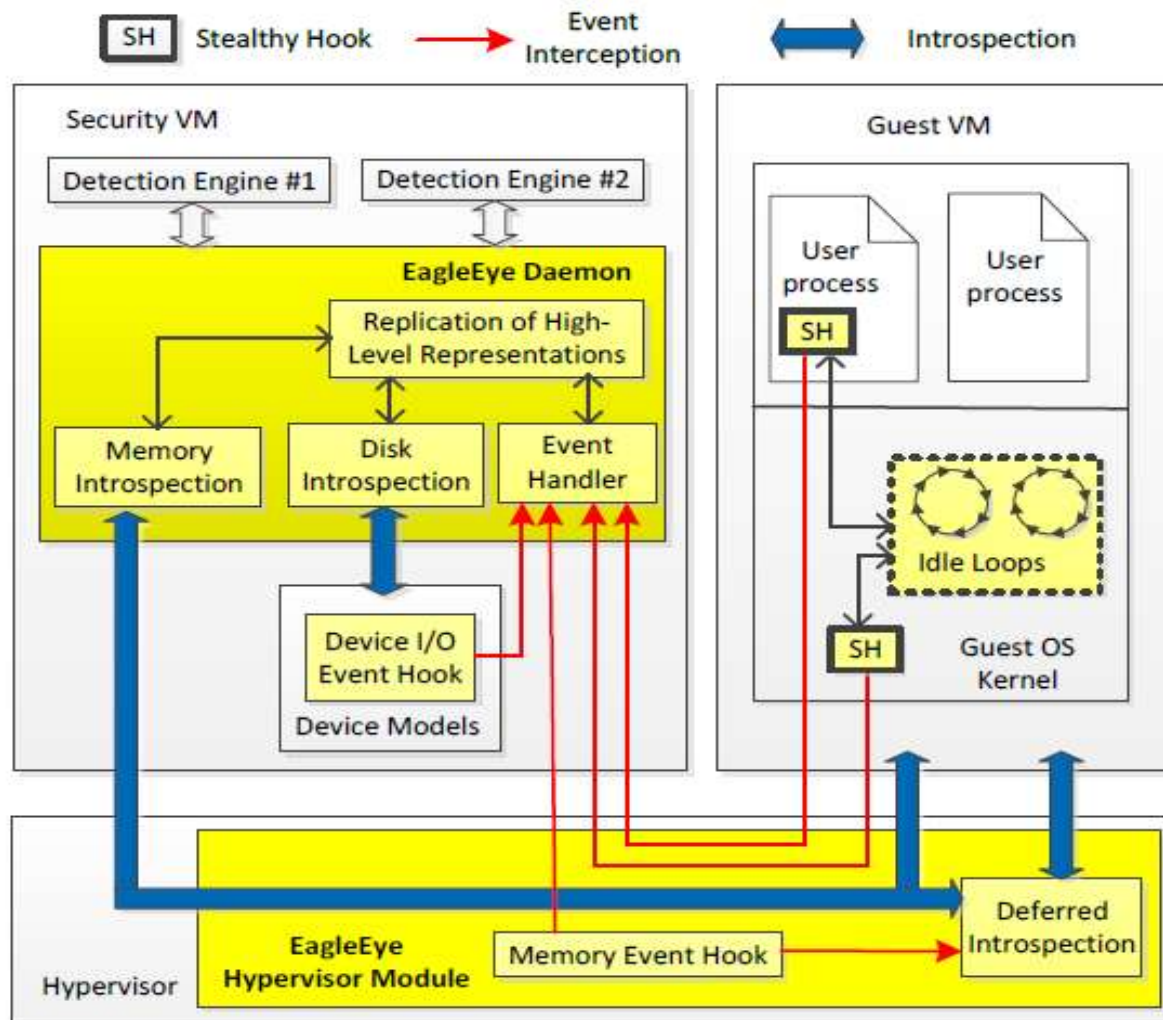 SH Stealthy Hook
Event
Interception
Introspection
Security VM
Detection Engine #1
Detection Engine #2
EagleEye Daemon
Replication of High-
Level Representations
Memory
Introspection
Disk
Introspection
Event
Handler
Device I/O
Event Hook
Device Models
Guest VM
User
process
SH
User
process
Idle Loops
SH
Guest OS
Kernel
Hypervisor
EagleEye
Hypervisor Module
Memory Event Hook
Deferred
Introspection